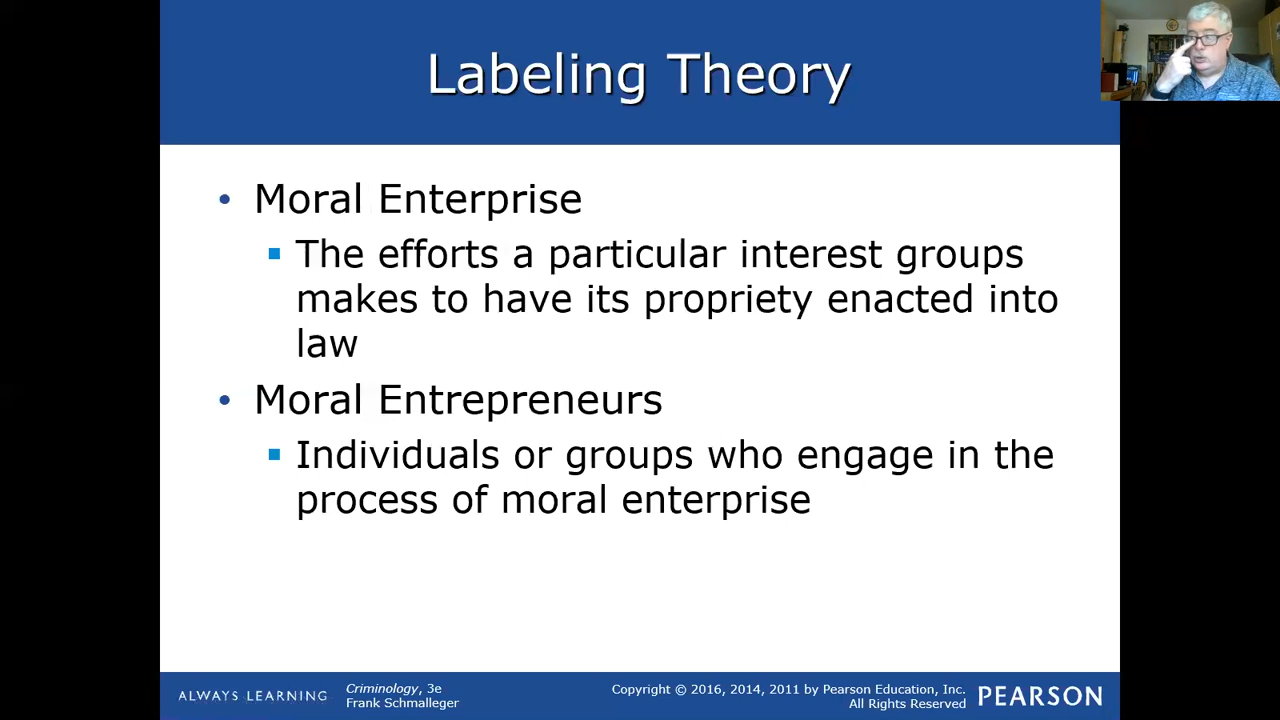 Labeling Theory
• Moral Enterprise
▪ The efforts a particular interest groups
makes to have its propriety enacted into
law
• Moral Entrepreneurs
▪ Individuals or groups who engage in the
process of moral enterprise
ALWAYS LEARNING
Criminology, 3e
Frank Schmalleger
Copyright © 2016, 2014, 2011 by Pearson Education, Inc.
All Rights Reserved
PEARSON